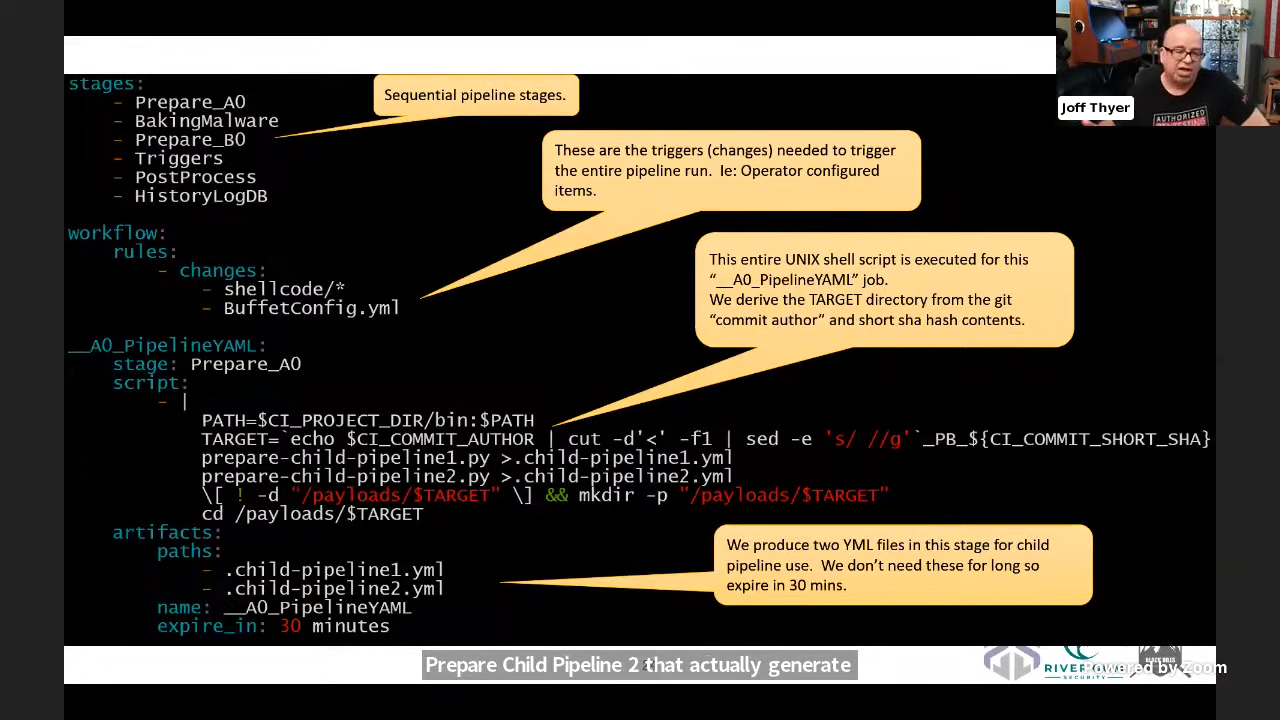 stages:
- Prepare_A0
- BakingMalware
- Prepare_B0
- Triggers
- PostProcess
- HistoryLogDB
Sequential pipeline stages.
These are the triggers (changes) needed to trigger
the entire pipeline run. Ie: Operator configured
items.
Joff Thyer
AUTHORIZED
workflow:
rules:
- changes:
- shellcode/*
- BuffetConfig.yml
This entire UNIX shell script is executed for this
“__A0_PipelineYAML” job.
We derive the TARGET directory from the git
“commit author” and short sha hash contents.
__A0_PipelineYAML:
stage: Prepare_A0
script:
- |
PATH=$CI_PROJECT_DIR/bin:$PATH
TARGET=`echo $CI_COMMIT_AUTHOR | cut -d'<' -f1 | sed -e 's/ //g'`_PB_${CI_COMMIT_SHORT_SHA}
prepare-child-pipeline1.py >.child-pipeline1.yml
prepare-child-pipeline2.py >.child-pipeline2.yml
\[ ! -d "/payloads/$TARGET" \] && mkdir -p "/payloads/$TARGET"
cd /payloads/$TARGET
artifacts:
paths:
- .child-pipeline1.yml
- .child-pipeline2.yml
name: __A0_PipelineYAML
expire_in: 30 minutes
We produce two YML files in this stage for child
pipeline use. We don’t need these for long so
expire in 30 mins.
Prepare Child Pipeline 2 that actually generate
SECURITY
BLACK HILLS
Powered by Zoom